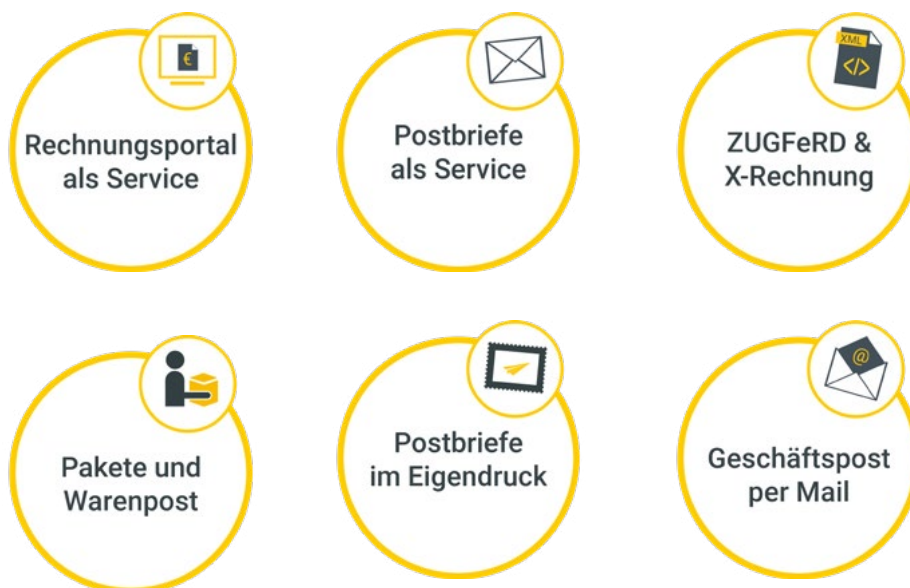 €
Rechnungsportal
als Service
Postbriefe
als Service
XML
</>
ZUGFeRD &
X-Rechnung
Pakete und
Warenpost
Postbriefe
im Eigendruck
@
Geschäftspost
per Mail